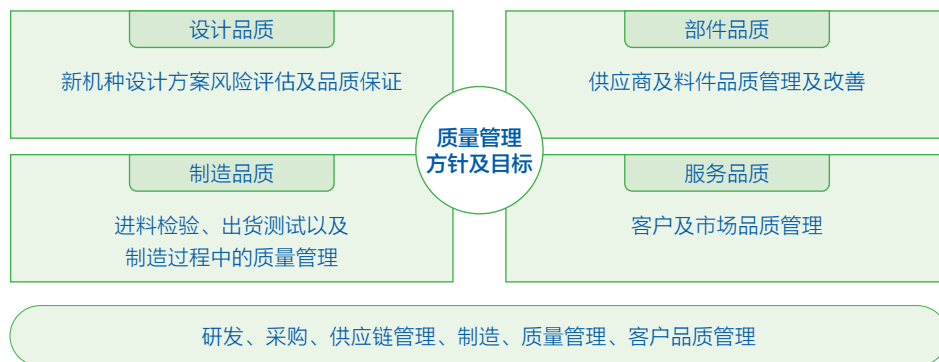 设计品质
新机种设计方案风险评估及品质保证
部件品质
供应商及料件品质管理及改善
质量管理
方针及目标
制造品质
进料检验、出货测试以及
制造过程中的质量管理
服务品质
客户及市场品质管理
研发、采购、供应链管理、制造、质量管理、客户品质管理